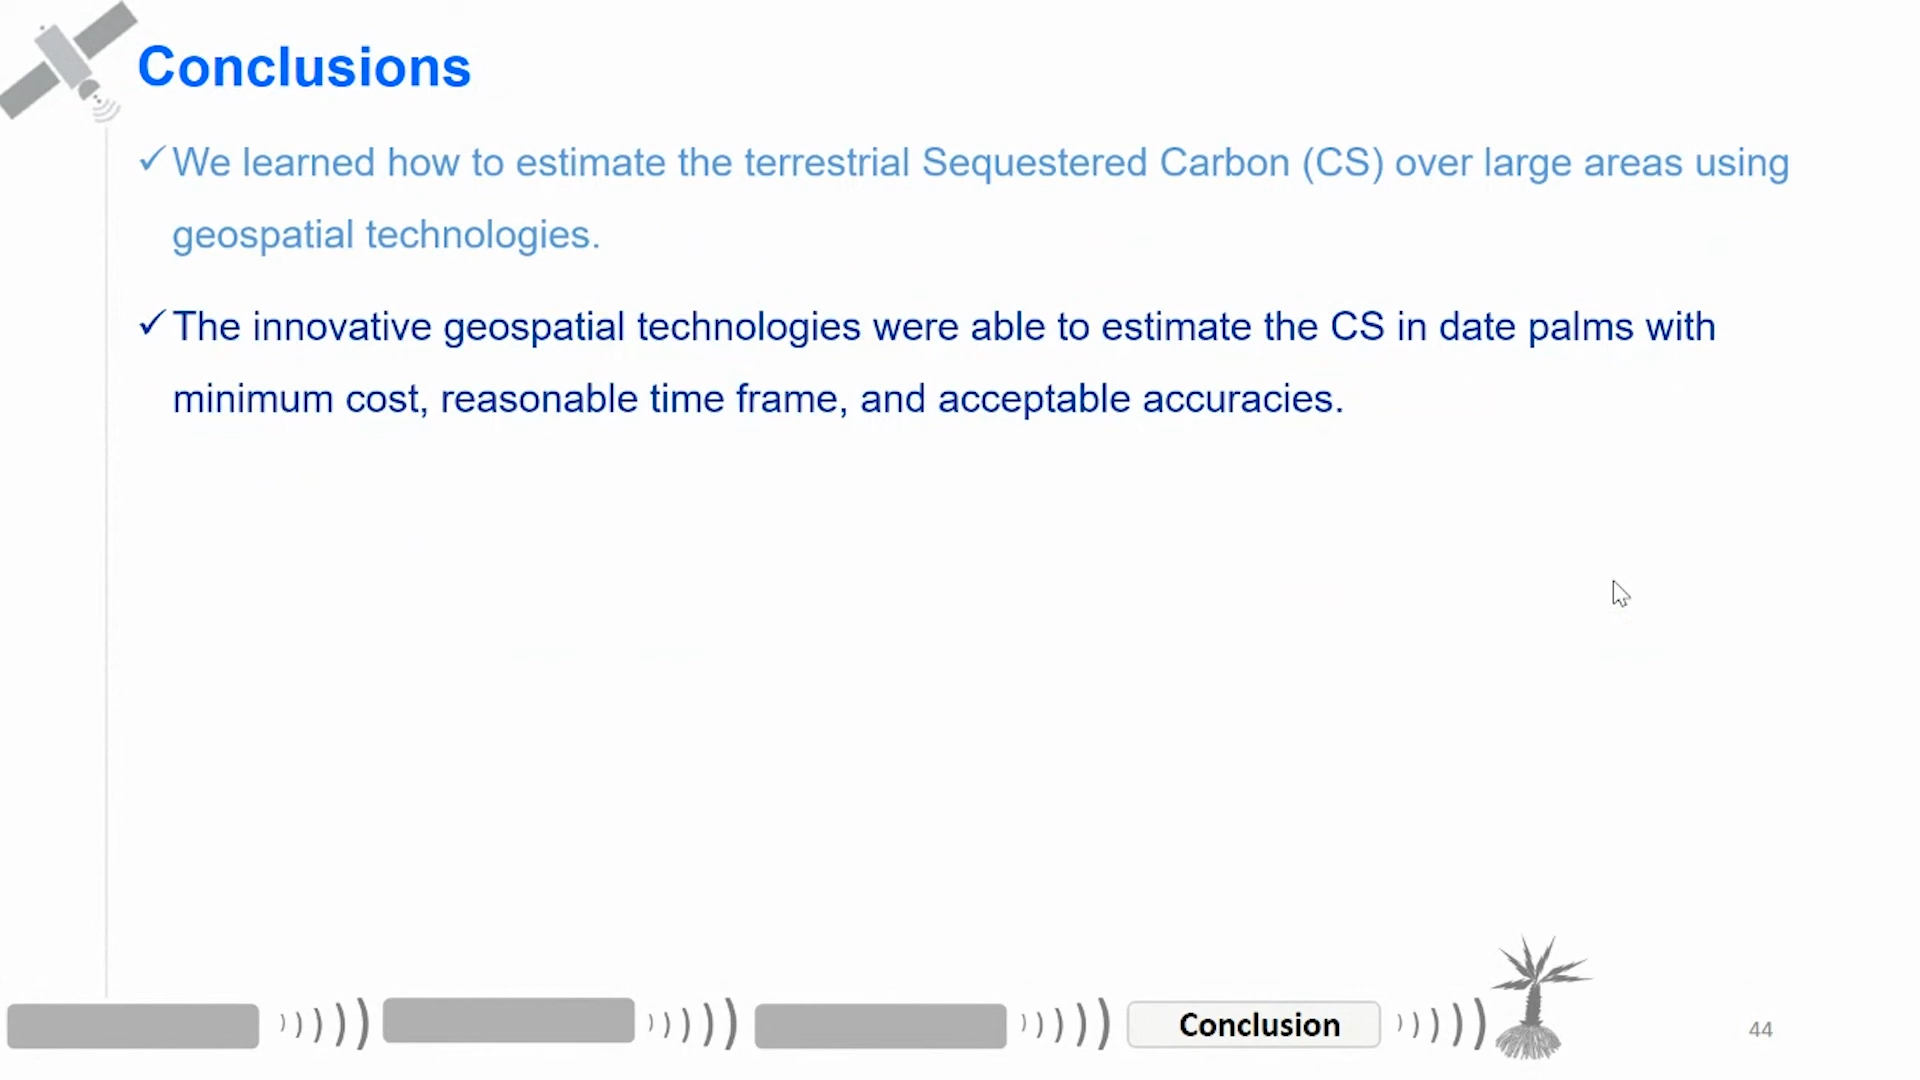 Conclusions
✓ We learned how to estimate the terrestrial Sequestered Carbon (CS) over large areas using
geospatial technologies.
✓ The innovative geospatial technologies were able to estimate the CS in date palms with
minimum cost, reasonable time frame, and acceptable accuracies.
Conclusion
44